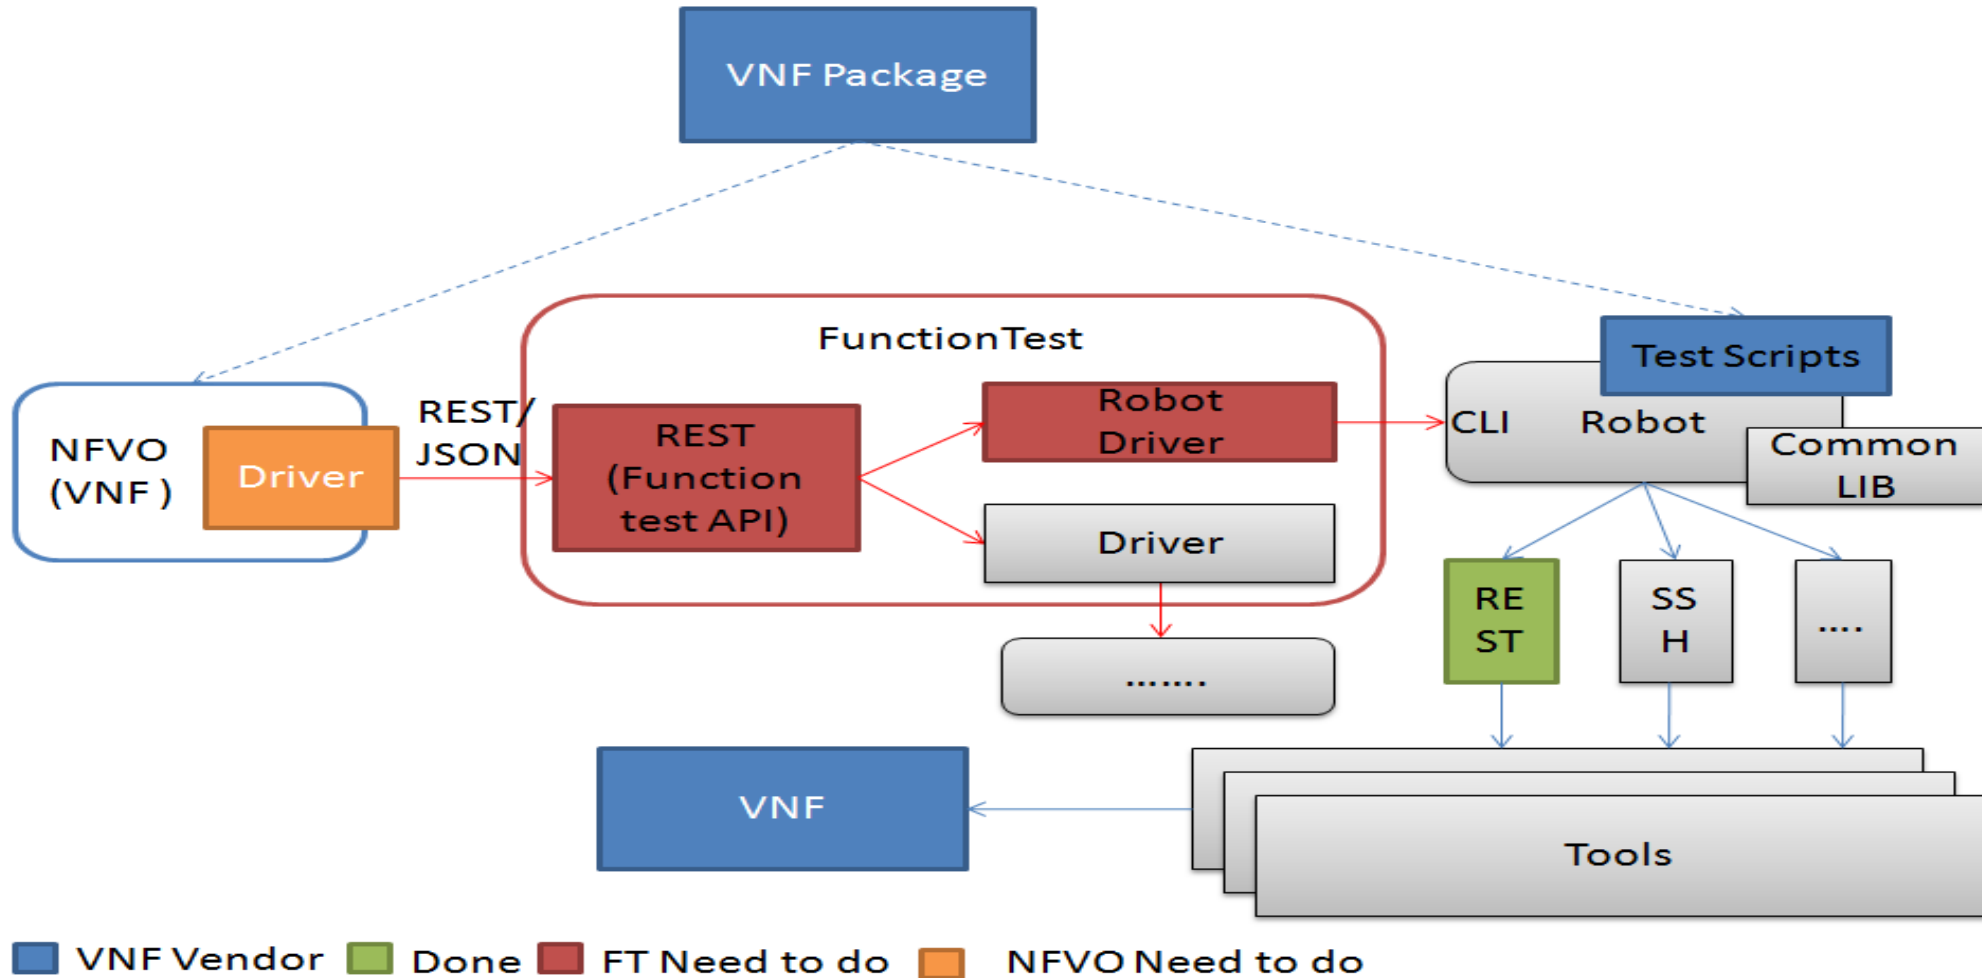 VNF Package
FunctionTest
Test Scripts
NFVO
(VNF )
Driver
REST/
JSON
REST
(Function
test API)
Robot
Driver
Driver
…….
CLI
Robot
Common
LIB
RE
ST
SS
H
….
VNF
Tools
VNF Vendor
Done
FT Need to do
NFVO Need to do